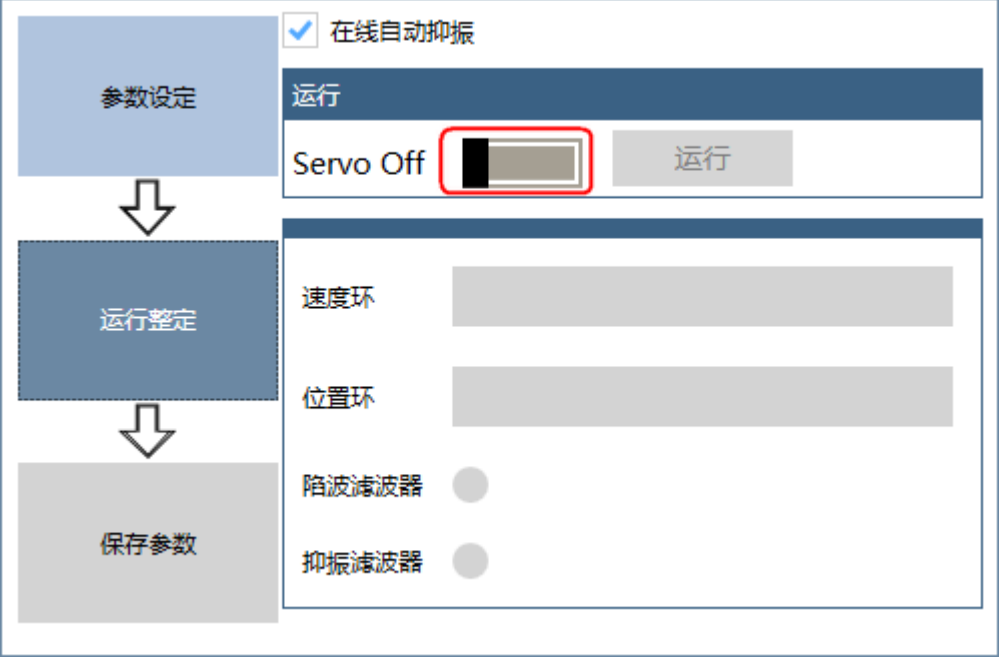 在线自动抑振
参数设定
运行
Servo Off
运行
运行整定
速度环
位置环
陷波滤波器
抑振滤波器
保存参数